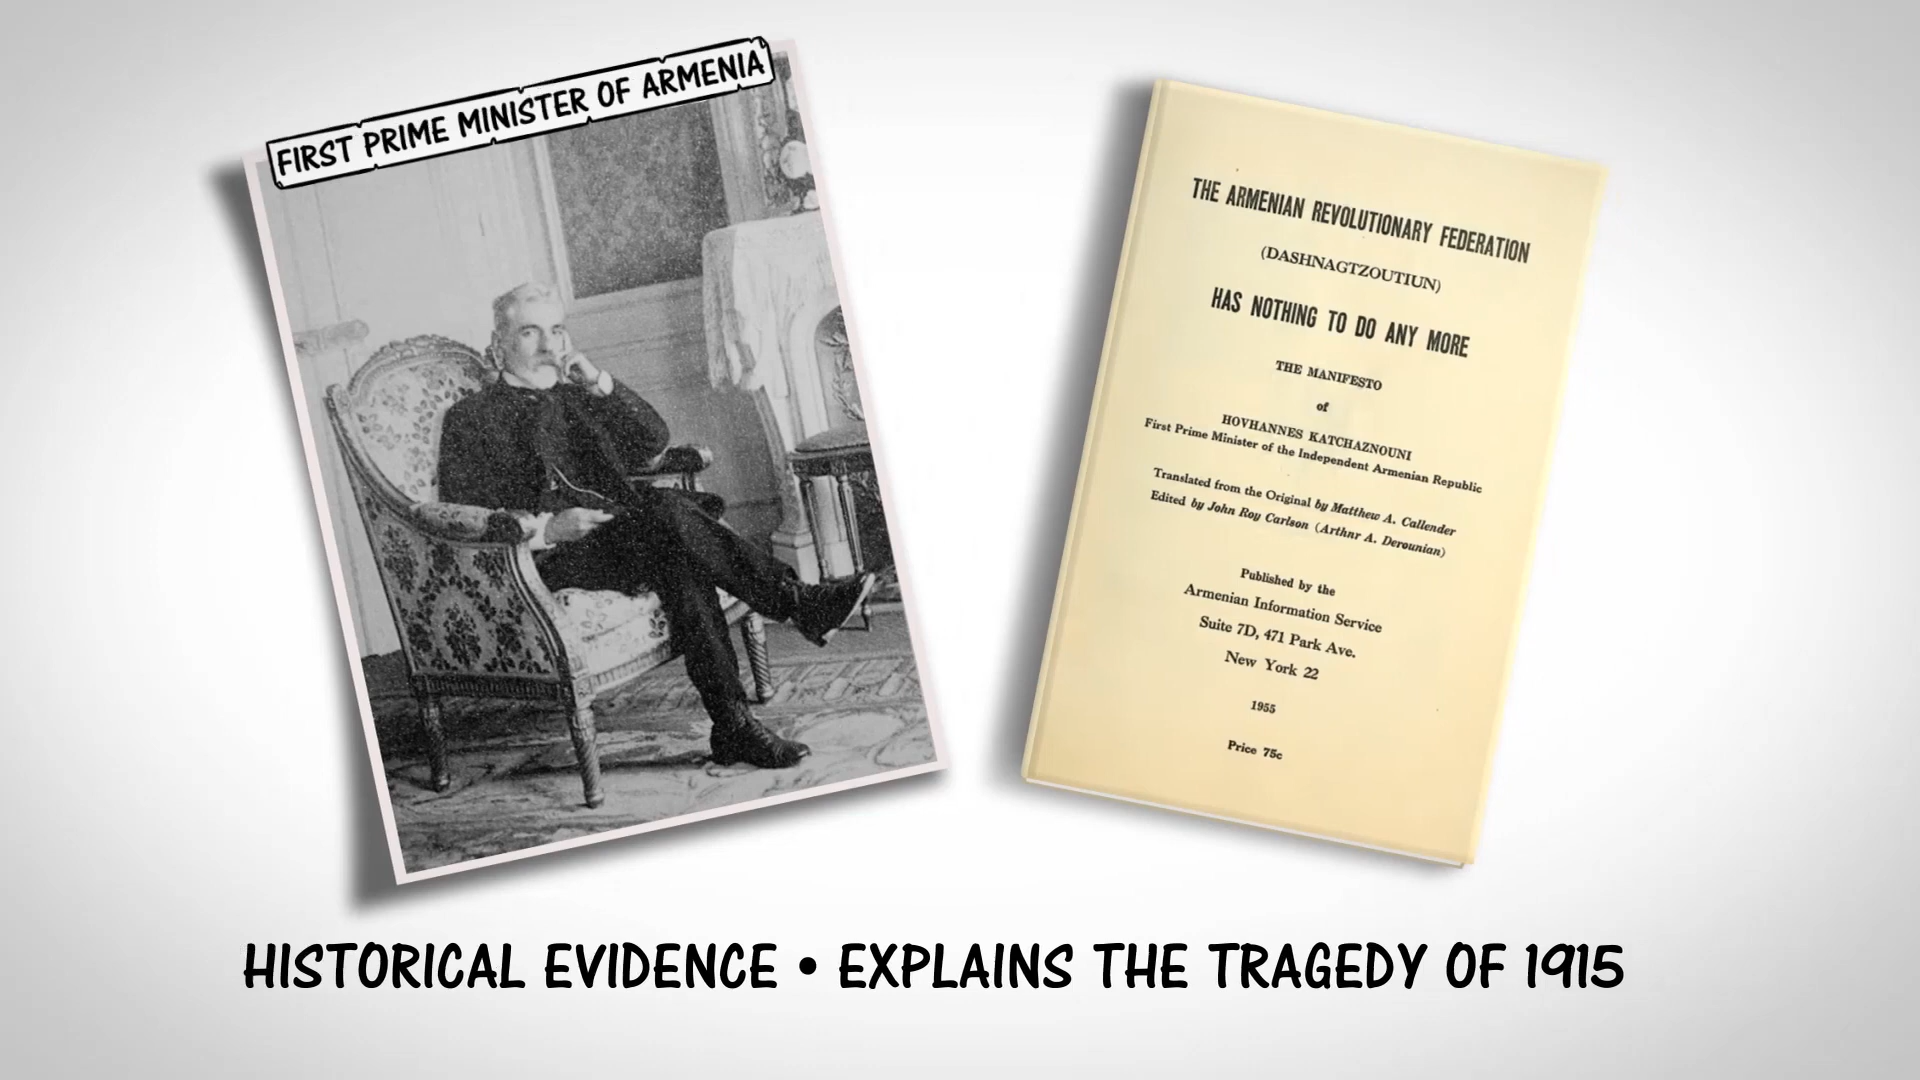 FIRST PRIME MINISTER OF ARMENIA
THE ARMENIAN REVOLUTIONARY FEDERATION
(DASHNAGTZOUTIUN)
HAS NOTHING TO DO ANY MORE
THE MANIFESTO
of
HOVHANNES KATCHAZNOUNI
First Prime Minister of the Independent Armenian Republic
Translated from the Original by Matthew A. Callender
Edited by John Roy Carlson (Arthnr A. Derounian)
Published by the
Armenian Information Service
Suite 7D, 471 Park Ave.
New York 22
1955
Price 75c
HISTORICAL EVIDENCE • EXPLAINS THE TRAGEDY OF 1915